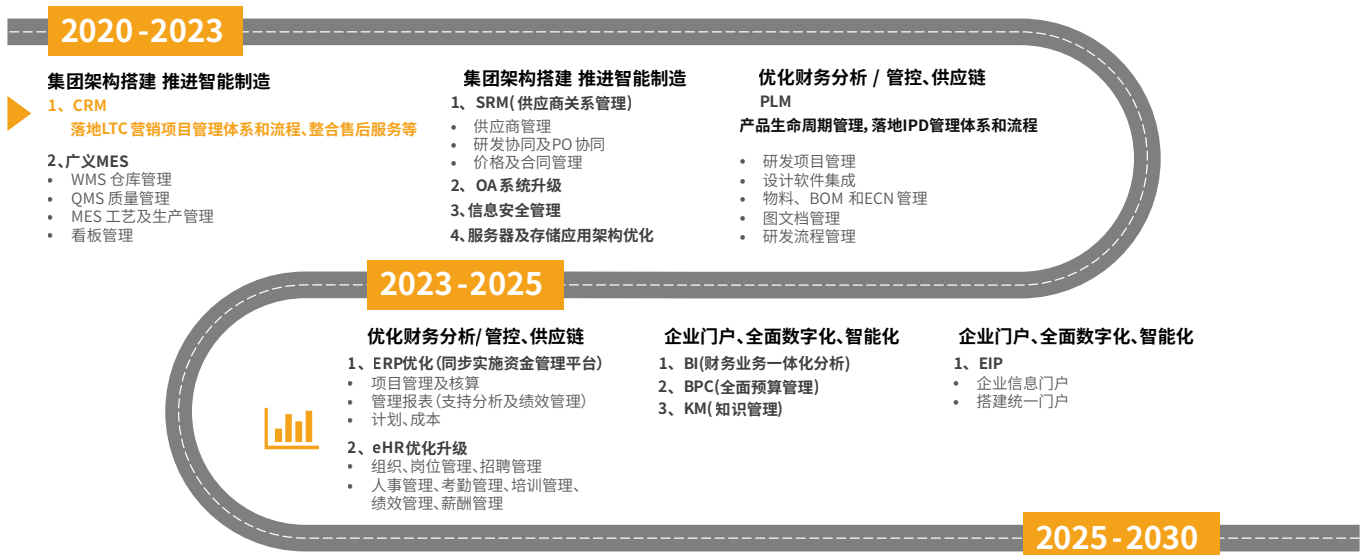 2020-2023
集团架构搭建 推进智能制造
1、CRM
落地LTC营销项目管理体系和流程、整合售后服务等
2、广义MES
• WMS 仓库管理
• QMS 质量管理
• MES 工艺及生产管理
• 看板管理
集团架构搭建 推进智能制造
1、SRM(供应商关系管理)
• 供应商管理
• 研发协同及PO协同
• 价格及合同管理
2、OA系统升级
3、信息安全管理
4、服务器及存储应用架构优化
优化财务分析 / 管控、供应链
PLM
产品生命周期管理, 落地IPD管理体系和流程
• 研发项目管理
• 设计软件集成
• 物料、BOM 和ECN管理
• 图文档管理
• 研发流程管理
2023-2025
优化财务分析/管控、供应链
1、ERP优化(同步实施资金管理平台)
• 项目管理及核算
• 管理报表(支持分析及绩效管理)
• 计划、成本
2、eHR优化升级
• 组织、岗位管理、招聘管理
• 人事管理、考勤管理、培训管理、
绩效管理、薪酬管理
企业门户、全面数字化、智能化
1、BI(财务业务一体化分析)
2、BPC(全面预算管理)
3、KM(知识管理)
企业门户、全面数字化、智能化
1、EIP
• 企业信息门户
• 搭建统一门户
2025-2030